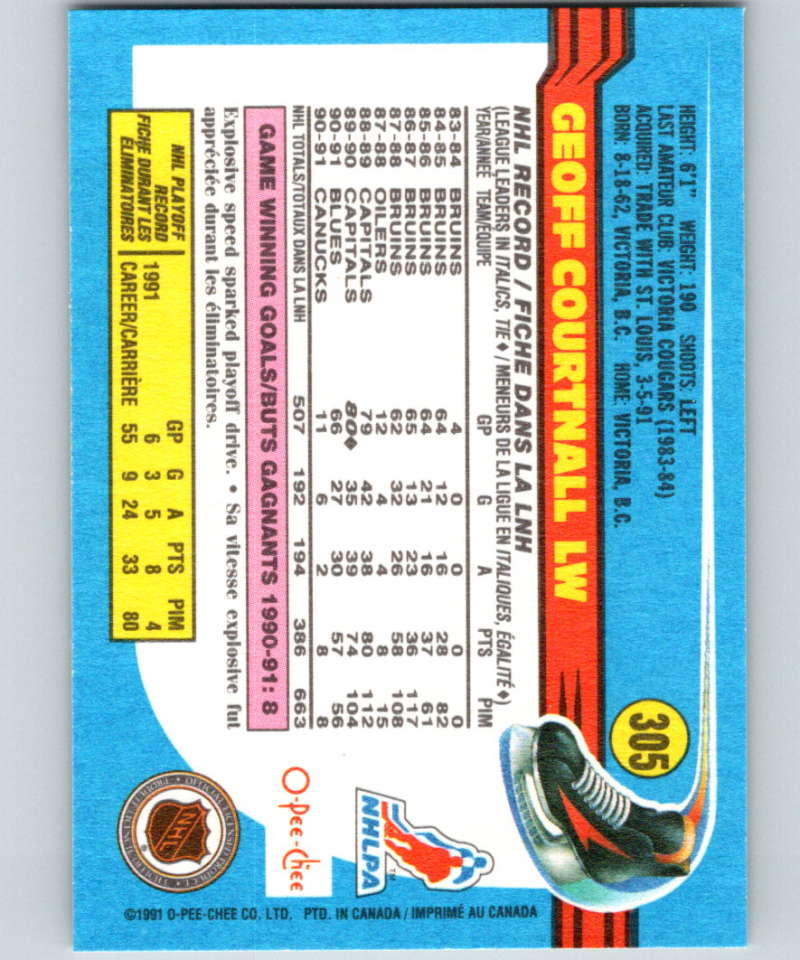 HEIGHT: 6'1" WEIGHT: 190 SHOOTS: LEFT
LAST AMATEUR CLUB: VICTORIA COUGARS (1983-84)
ACQUIRED: TRADE WITH ST. LOUIS, 3-5-91
BORN: 8-18-62, VICTORIA, B.C. HOME: VICTORIA, B.C.
305
GEOFF COURTNALL LW
NHL RECORD / FICHE DANS LA LNH
(LEAGUE LEADERS IN ITALICS, TIE ♦ / MENEURS DE LA LIGUE EN ITALIQUES, ÉGALITÉ ♦)
YEAR/ANNÉE TEAM/ÉQUIPE GP G A PTS PIM
83-84 BRUINS 4 0 0 0 0
84-85 BRUINS 64 12 16 28 82
85-86 BRUINS 64 21 16 37 61
86-87 BRUINS 65 13 23 36 117
87-88 BRUINS 62 32 26 58 108
87-88 OILERS 12 4 4 8 15
88-89 CAPITALS 79 42 38 80 112
89-90 CAPITALS 80♦ 35 39 74 104
90-91 BLUES 66 27 30 57 56
90-91 CANUCKS 11 6 2 8 8
NHL TOTALS/TOTAUX DANS LA LNH 507 192 194 386 663
GAME WINNING GOALS/BUTS GAGNANTS 1990-91: 8
Explosive speed sparked playoff drive. • Sa vitesse explosive fut
appréciée durant les éliminatoires.
NHL PLAYOFF
RECORD
FICHE DURANT LES
ÉLIMINATOIRES
GP G A PTS PIM
1991 6 3 5 8 4
CAREER/CARRIÈRE 55 9 24 33 80
NHLPA
TM
O-Pee-Chee
OFFICIAL LICENSED PRODUCT •
NHL
®
©1991 O-PEE-CHEE CO. LTD. PTD. IN CANADA / IMPRIMÉ AU CANADA